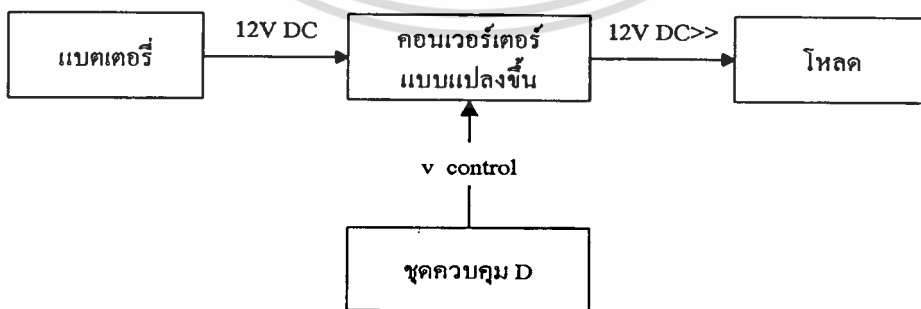 แบตเตอรี่
12V DC
คอนเวอร์เตอร์
แบบแปลงขึ้น
12V DC>>
โหลด
v control
ชุดควบคุม D